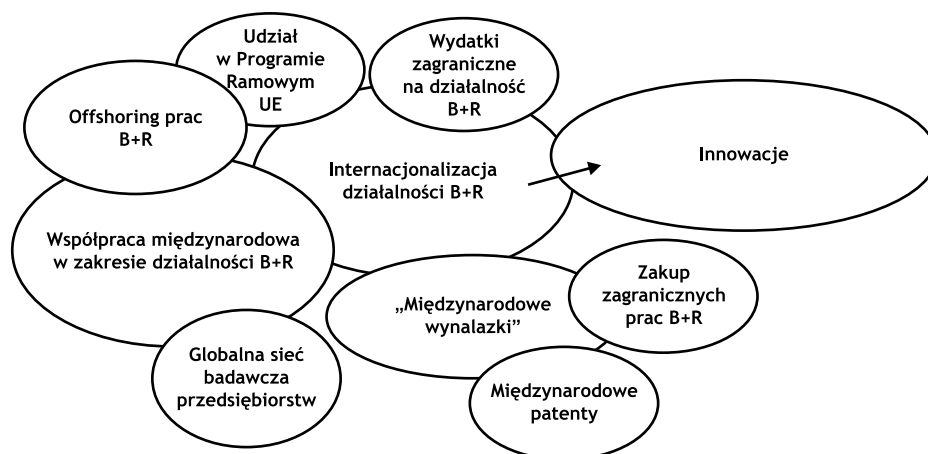 Udział
w Programie
Ramowym
UE
Wydatki
zagraniczne
na działalność
B+R
Offshoring prac
B+R
Internacjonalizacja
działalności B+R
Innowacje
Współpraca międzynarodowa
w zakresie działalności B+R
„Międzynarodowe
wynalazki”
Zakup
zagranicznych
prac B+R
Globalna sieć
badawcza
przedsiębiorstw
Międzynarodowe
patenty